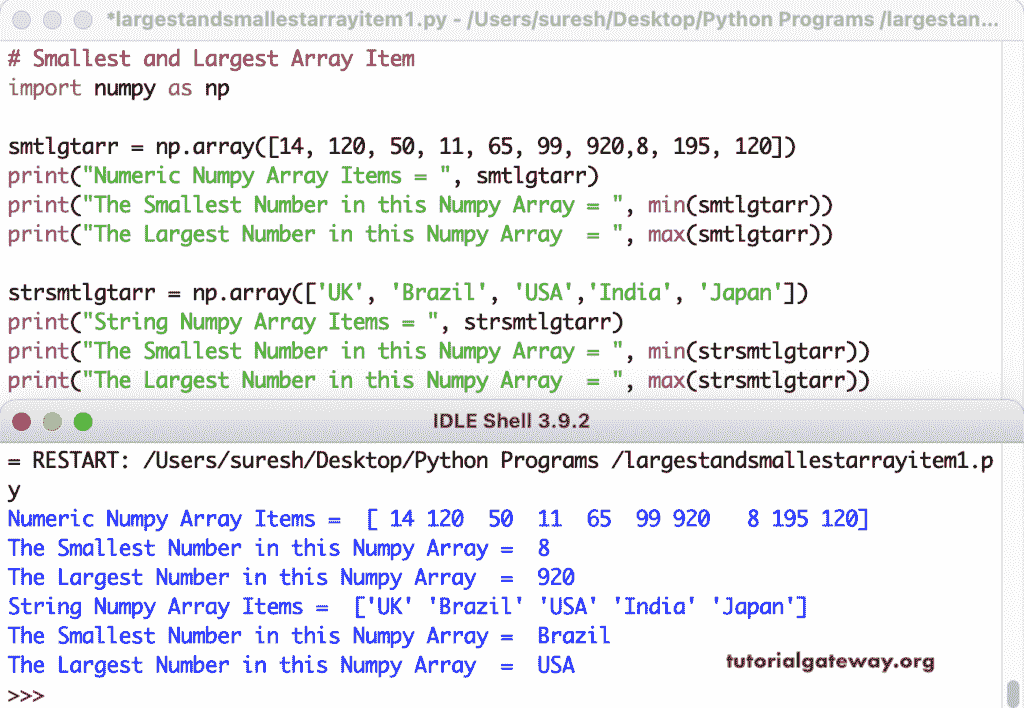 *largestandsmallestarrayitem1.py - /Users/suresh/Desktop/Python Programs /largestan...
# Smallest and Largest Array Item
import numpy as np
smtlgtarr = np.array([14, 120, 50, 11, 65, 99, 920,8, 195, 120])
print("Numeric Numpy Array Items = ", smtlgtarr)
print("The Smallest Number in this Numpy Array = ", min(smtlgtarr))
print("The Largest Number in this Numpy Array  = ", max(smtlgtarr))
strsmtlgtarr = np.array(['UK', 'Brazil', 'USA','India', 'Japan'])
print("String Numpy Array Items = ", strsmtlgtarr)
print("The Smallest Number in this Numpy Array = ", min(strsmtlgtarr))
print("The Largest Number in this Numpy Array  = ", max(strsmtlgtarr))
IDLE Shell 3.9.2
= RESTART: /Users/suresh/Desktop/Python Programs /largestandsmallestarrayitem1.p
y
Numeric Numpy Array Items =  [ 14 120  50  11  65  99 920   8 195 120]
The Smallest Number in this Numpy Array =  8
The Largest Number in this Numpy Array  =  920
String Numpy Array Items =  ['UK' 'Brazil' 'USA' 'India' 'Japan']
The Smallest Number in this Numpy Array =  Brazil
The Largest Number in this Numpy Array  =  USA
tutorialgateway.org
>>>